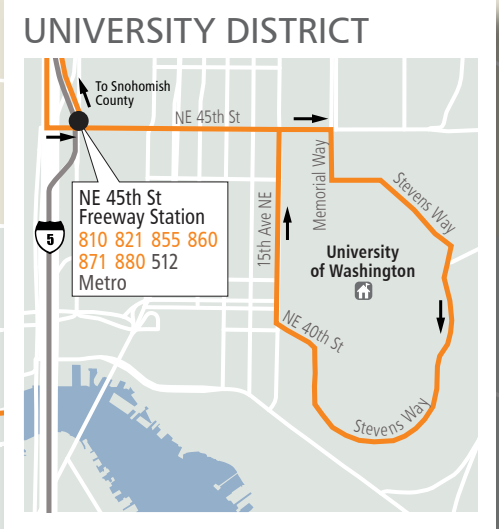 UNIVERSITY DISTRICT
To Snohomish
County
NE 45th St
NE 45th St
Freeway Station
810 821 855 860
871 880 512
Metro
5
15th Ave NE
Memorial Way
Stevens Way
University
of Washington
NE 40th St
Stevens Way